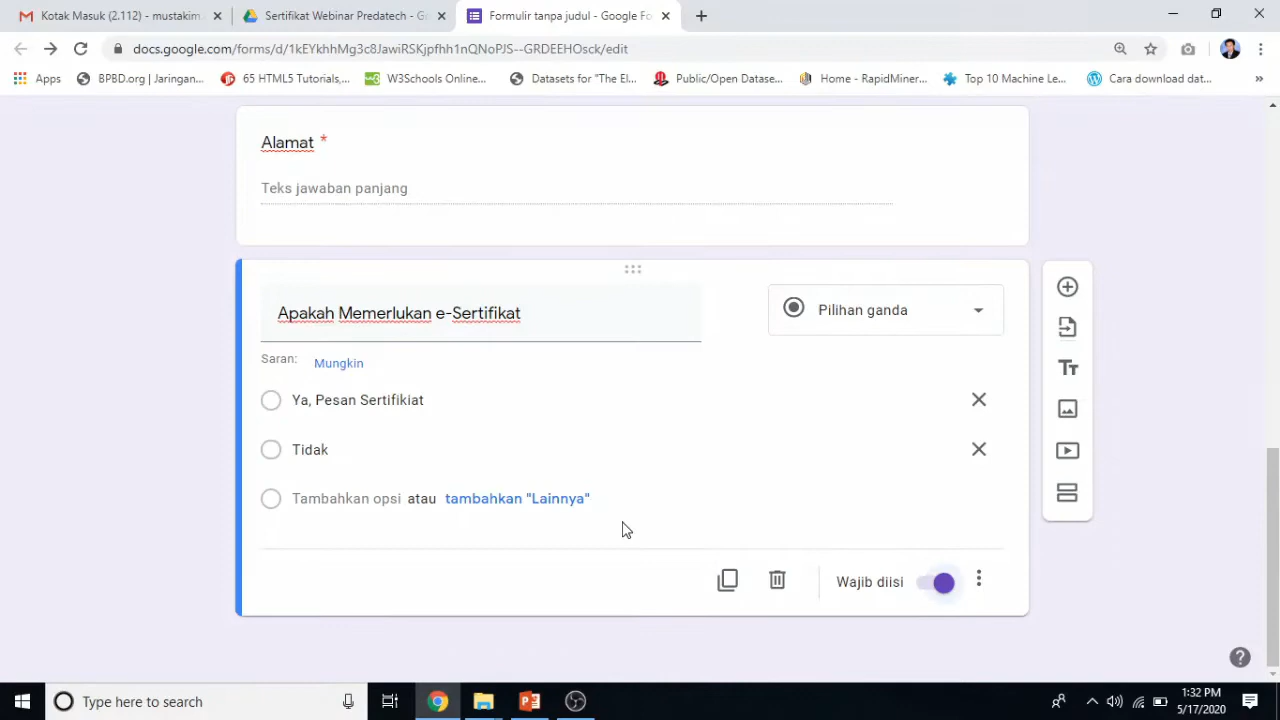 Kotak Masuk (2.112) - mustakim
Sertifikat Webinar Predatech - Go
Formulir tanpa judul - Google Fo
docs.google.com/forms/d/1kEYkhhMg3c8JawiRSKjpfhh1nQNoPJS--GRDEEHOsck/edit
Apps
BPBD.org | Jaringan...
65 HTML5 Tutorials,...
W3Schools Online...
Datasets for "The El...
Public/Open Datase...
Home - RapidMiner...
Top 10 Machine Le...
Cara download dat...
Alamat *
Teks jawaban panjang
Apakah Memerlukan e-Sertifikat
Pilihan ganda
Saran: Mungkin
Ya, Pesan Sertifikiat
Tidak
Tambahkan opsi atau tambahkan "Lainnya"
Wajib diisi
Type here to search
1:32 PM
5/17/2020